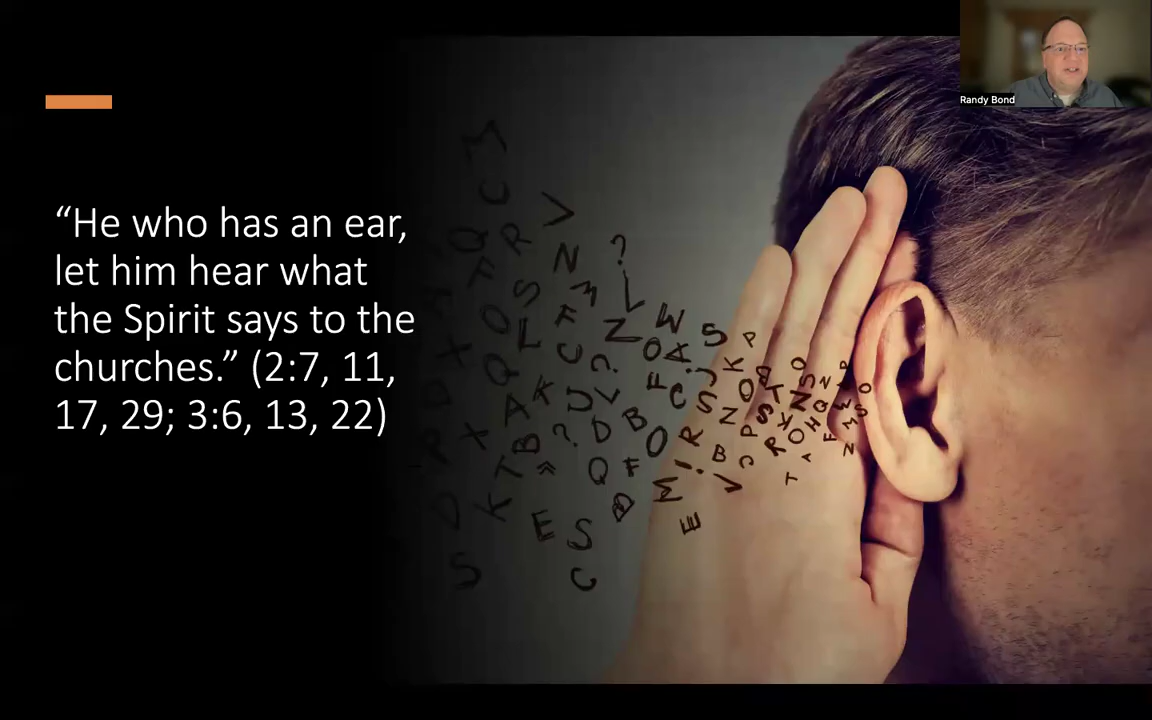 Randy Bond
“He who has an ear,
let him hear what
the Spirit says to the
churches.” (2:7, 11,
17, 29; 3:6, 13, 22)